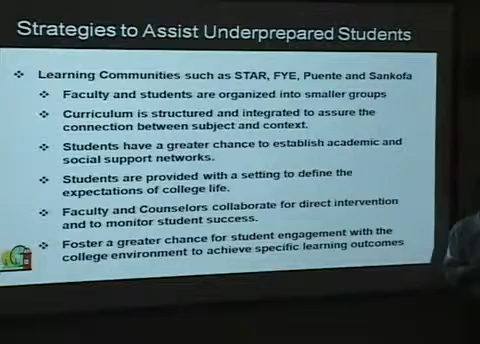 Strategies to Assist Underprepared Students
Learning Communities such as STAR, FYE, Puente and Sankofa
Faculty and students are organized into smaller groups
Curriculum is structured and integrated to assure the
connection between subject and context.
Students have a greater chance to establish academic and
social support networks.
Students are provided with a setting to define the
expectations of college life.
Faculty and Counselors collaborate for direct intervention
and to monitor student success.
Foster a greater chance for student engagement with the
college environment to achieve specific learning outcomes